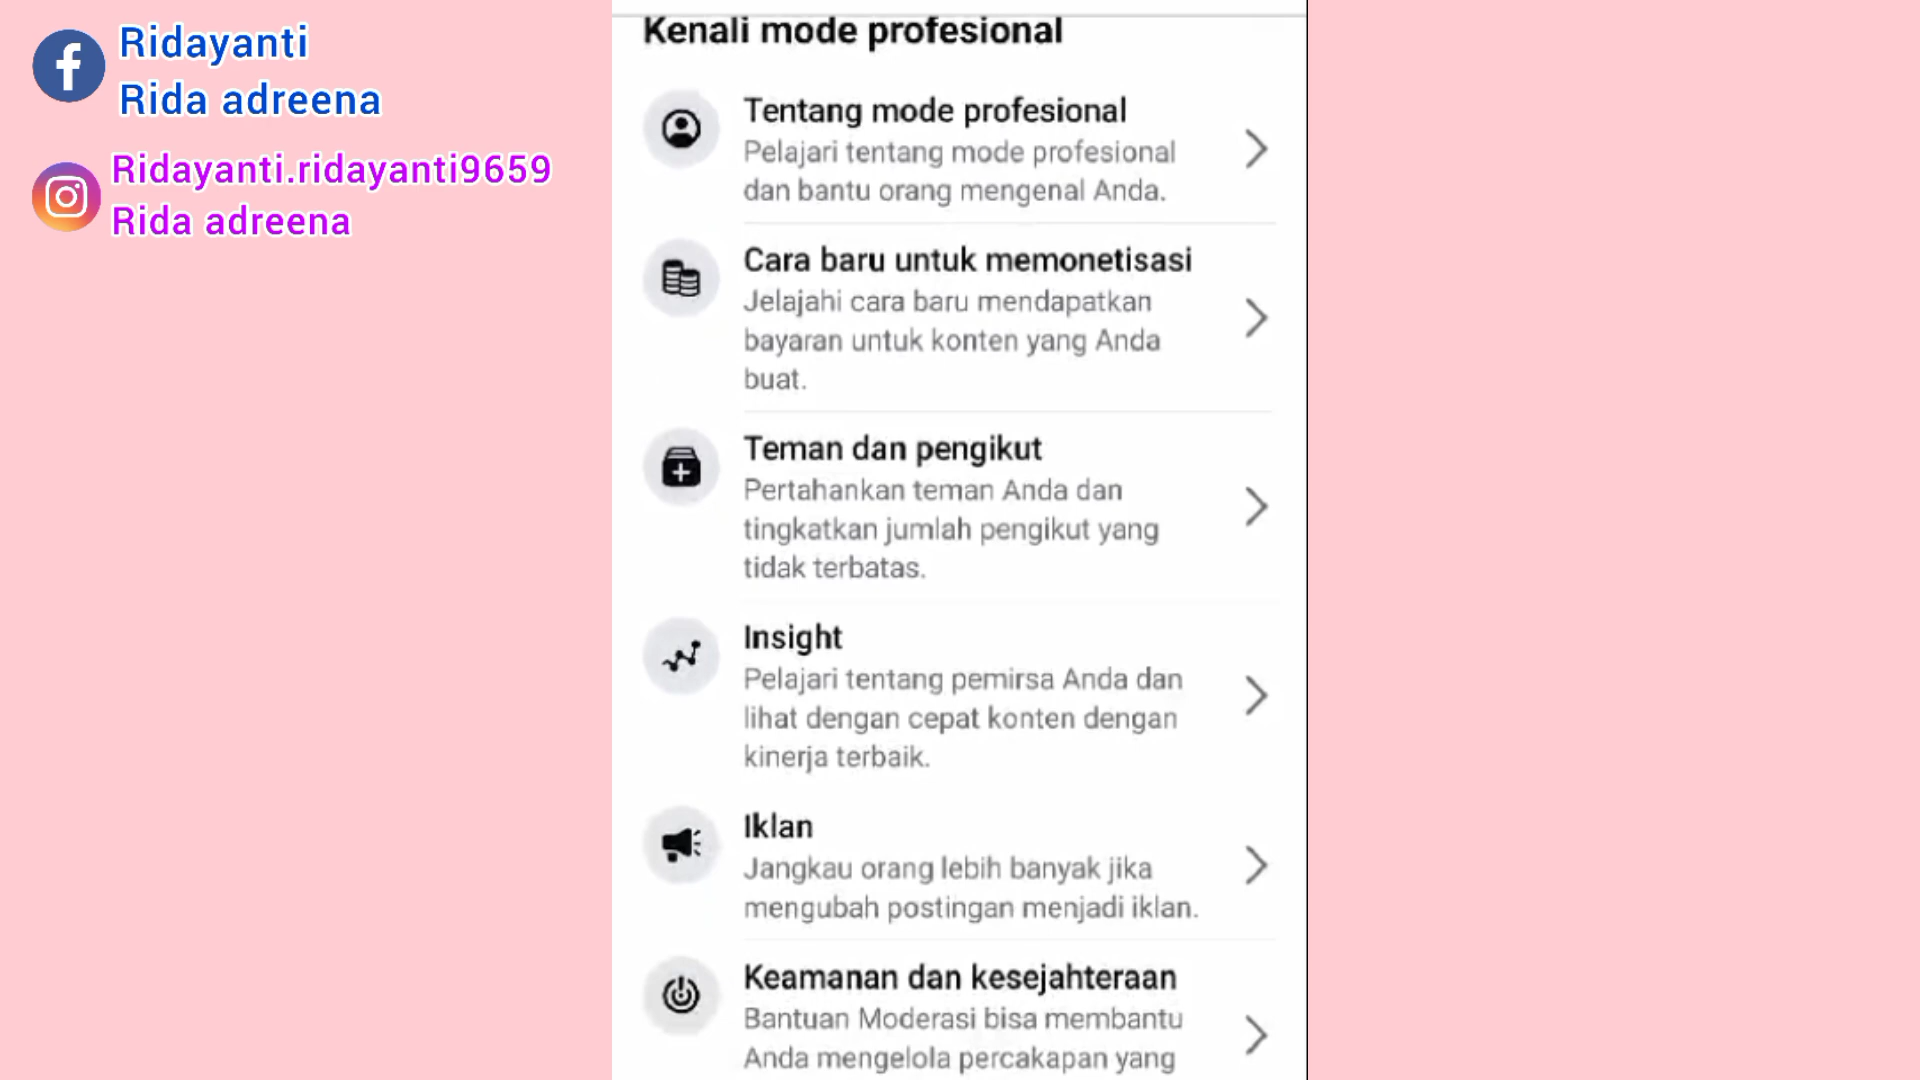 Ridayanti
Rida adreena
Ridayanti.ridayanti9659
Rida adreena
Kenali mode profesional
Tentang mode profesional
Pelajari tentang mode profesional
dan bantu orang mengenal Anda.
Cara baru untuk memonetisasi
Jelajahi cara baru mendapatkan
bayaran untuk konten yang Anda
buat.
Teman dan pengikut
Pertahankan teman Anda dan
tingkatkan jumlah pengikut yang
tidak terbatas.
Insight
Pelajari tentang pemirsa Anda dan
lihat dengan cepat konten dengan
kinerja terbaik.
Iklan
Jangkau orang lebih banyak jika
mengubah postingan menjadi iklan.
Keamanan dan kesejahteraan
Bantuan Moderasi bisa membantu
Anda mengelola percakapan yang